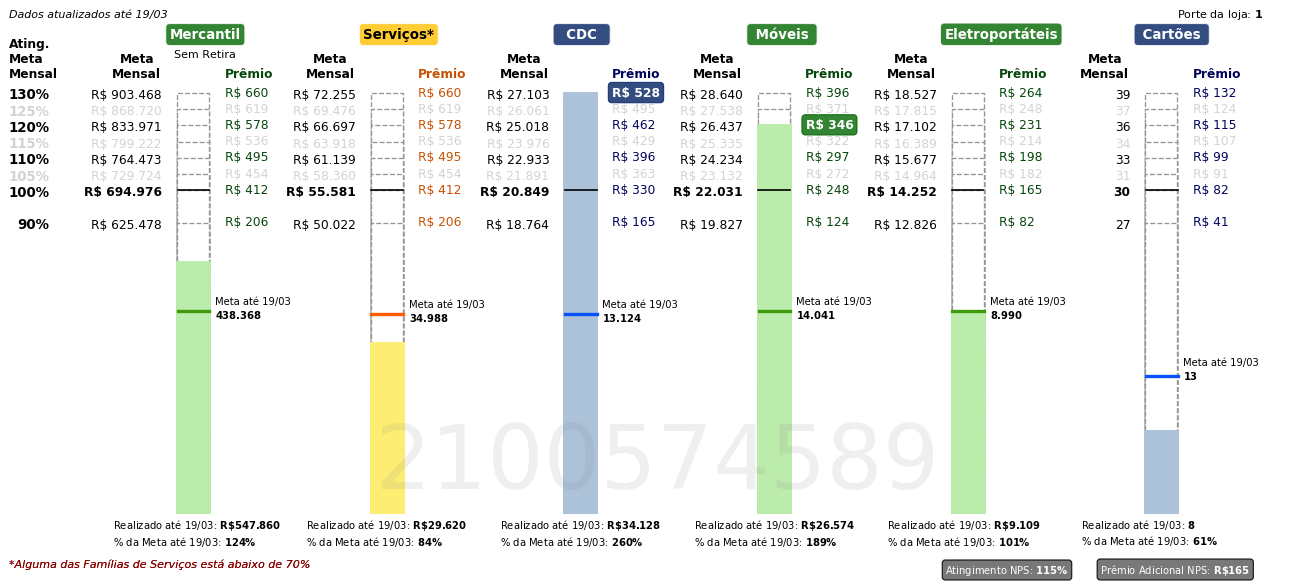 Dados atualizados até 19/03
Porte da loja: 1
Mercantil Serviços* CDC Móveis Eletroportáteis Cartões
Sem Retira
Ating. Meta Mensal Meta Mensal Prêmio Meta Mensal Prêmio Meta Mensal Prêmio Meta Mensal Prêmio Meta Mensal Prêmio Meta Mensal Prêmio
130% R$ 903.468 R$ 660 R$ 72.255 R$ 660 R$ 27.103 R$ 528 R$ 28.640 R$ 396 R$ 18.527 R$ 264 39 R$ 132
125% R$ 868.720 R$ 619 R$ 69.476 R$ 619 R$ 26.061 R$ 495 R$ 27.538 R$ 371 R$ 17.815 R$ 248 37 R$ 124
120% R$ 833.971 R$ 578 R$ 66.697 R$ 578 R$ 25.018 R$ 462 R$ 26.437 R$ 346 R$ 17.102 R$ 231 36 R$ 115
115% R$ 799.222 R$ 536 R$ 63.918 R$ 536 R$ 23.976 R$ 429 R$ 25.335 R$ 322 R$ 16.389 R$ 214 34 R$ 107
110% R$ 764.473 R$ 495 R$ 61.139 R$ 495 R$ 22.933 R$ 396 R$ 24.234 R$ 297 R$ 15.677 R$ 198 33 R$ 99
105% R$ 729.724 R$ 454 R$ 58.360 R$ 454 R$ 21.891 R$ 363 R$ 23.132 R$ 272 R$ 14.964 R$ 182 31 R$ 91
100% R$ 694.976 R$ 412 R$ 55.581 R$ 412 R$ 20.849 R$ 330 R$ 22.031 R$ 248 R$ 14.252 R$ 165 30 R$ 82
90% R$ 625.478 R$ 206 R$ 50.022 R$ 206 R$ 18.764 R$ 165 R$ 19.827 R$ 124 R$ 12.826 R$ 82 27 R$ 41
Meta até 19/03 Meta até 19/03 Meta até 19/03 Meta até 19/03 Meta até 19/03
438.368 34.988 13.124 14.041 8.990
Meta até 19/03
13
2100574589
Realizado até 19/03: R$547.860 Realizado até 19/03: R$29.620 Realizado até 19/03: R$34.128 Realizado até 19/03: R$26.574 Realizado até 19/03: R$9.109 Realizado até 19/03: 8
% da Meta até 19/03: 124% % da Meta até 19/03: 84% % da Meta até 19/03: 260% % da Meta até 19/03: 189% % da Meta até 19/03: 101% % da Meta até 19/03: 61%
*Alguma das Famílias de Serviços está abaixo de 70%
Atingimento NPS: 115% Prêmio Adicional NPS: R$165